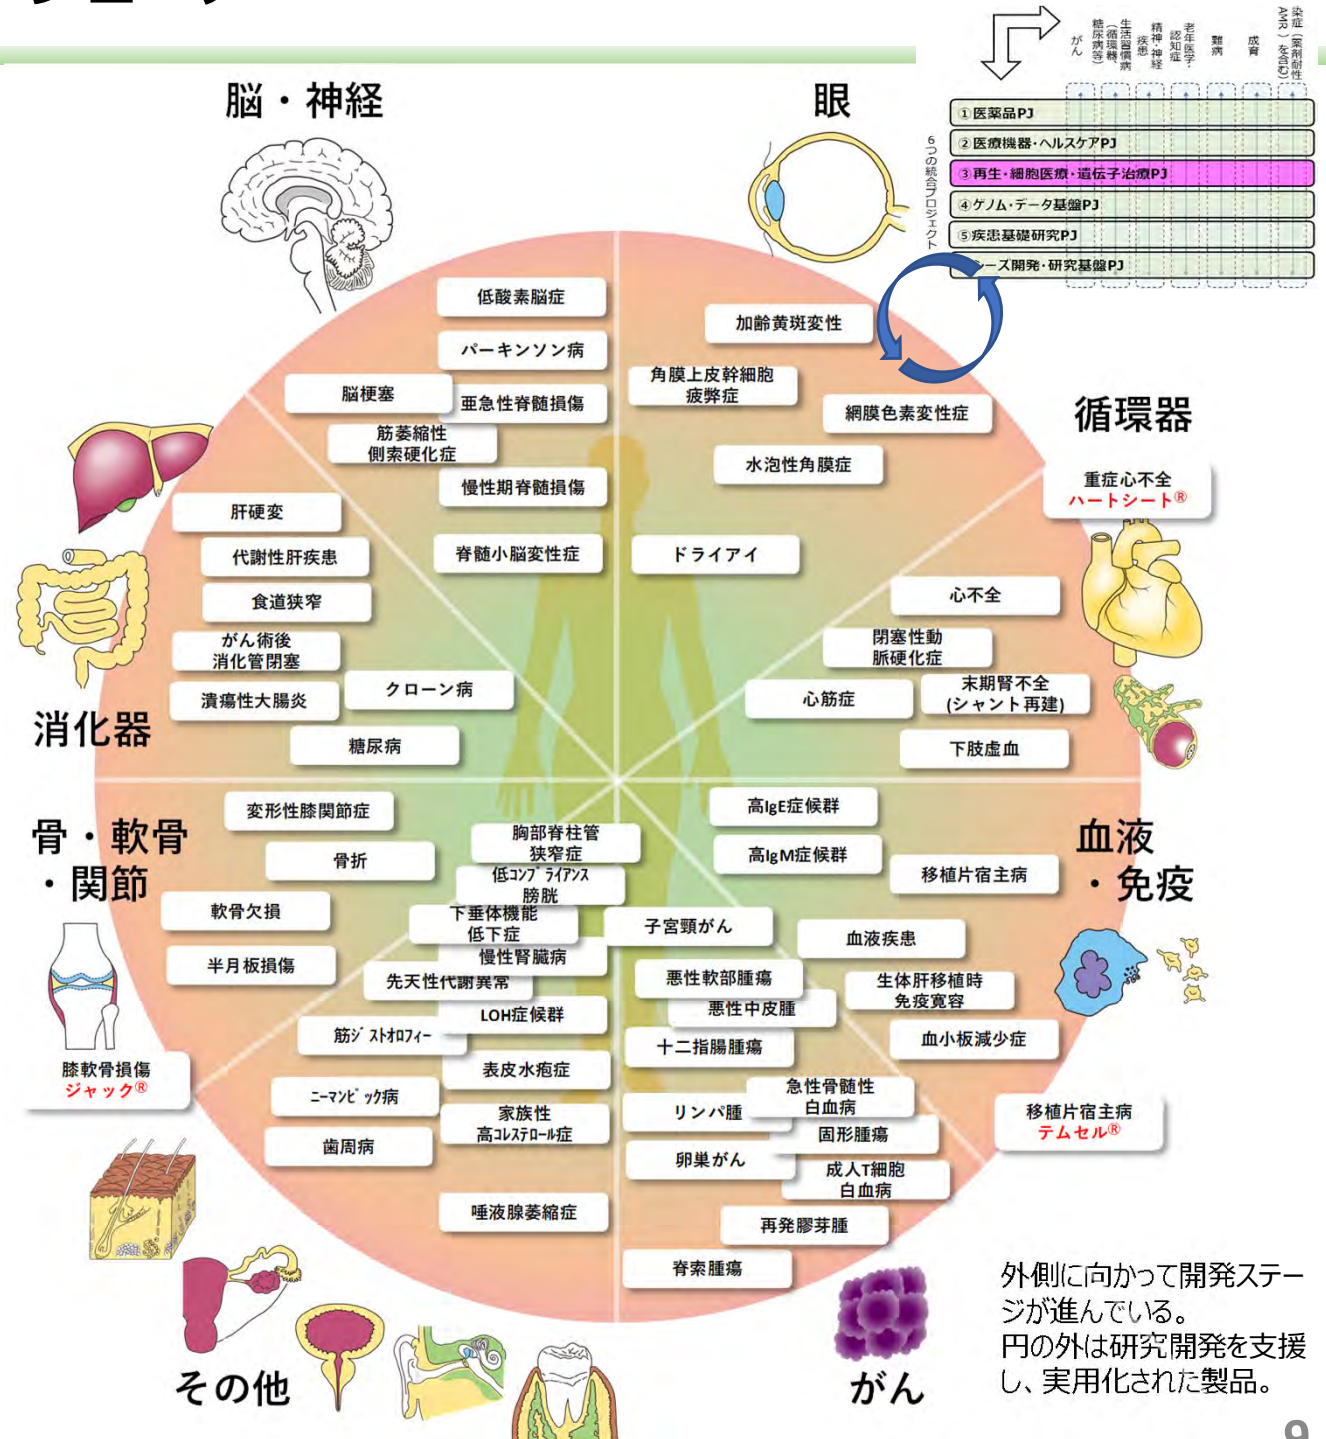 がん
生活習慣病
(循環器、
糖尿病等)
精神・神経
疾患
老年医学・
認知症
難病
成育
染症(薬剤耐性
AMR)を含む)
6つの統合プロジェクト
①医薬品PJ
②医療機器・ヘルスケアPJ
③再生・細胞医療・遺伝子治療PJ
④ゲノム・データ基盤PJ
⑤疾患基礎研究PJ
シーズ開発・研究基盤PJ
脳・神経
低酸素脳症
パーキンソン病
脳梗塞
亜急性脊髄損傷
筋萎縮性
側索硬化症
慢性期脊髄損傷
脊髄小脳変性症
眼
加齢黄斑変性
角膜上皮幹細胞
疲弊症
網膜色素変性症
水泡性角膜症
ドライアイ
循環器
重症心不全
ハートシート®
心不全
閉塞性動
脈硬化症
心筋症
末期腎不全
(シャント再建)
下肢虚血
消化器
肝硬変
代謝性肝疾患
食道狭窄
がん術後
消化管閉塞
潰瘍性大腸炎
クローン病
糖尿病
骨・軟骨
・関節
変形性膝関節症
骨折
軟骨欠損
半月板損傷
膝軟骨損傷
ジャック®
血液
・免疫
高IgE症候群
高IgM症候群
移植片宿主病
血液疾患
生体肝移植時
免疫寛容
血小板減少症
移植片宿主病
テムセル®
胸部脊柱管
狭窄症
低ｺﾝﾌﾟﾗｲｱﾝｽ
膀胱
下垂体機能
低下症
慢性腎臓病
先天性代謝異常
LOH症候群
筋ｼﾞｽﾄﾛﾌｨｰ
表皮水疱症
ﾆｰﾏﾝﾋﾟｯｸ病
家族性
高ｺﾚｽﾃﾛｰﾙ症
歯周病
唾液腺萎縮症
その他
子宮頸がん
悪性軟部腫瘍
悪性中皮腫
十二指腸腫瘍
急性骨髄性
白血病
リンパ腫
固形腫瘍
卵巣がん
成人T細胞
白血病
再発膠芽腫
脊索腫瘍
がん
外側に向かって開発ステー
ジが進んでいる。
円の外は研究開発を支援
し、実用化された製品。
9